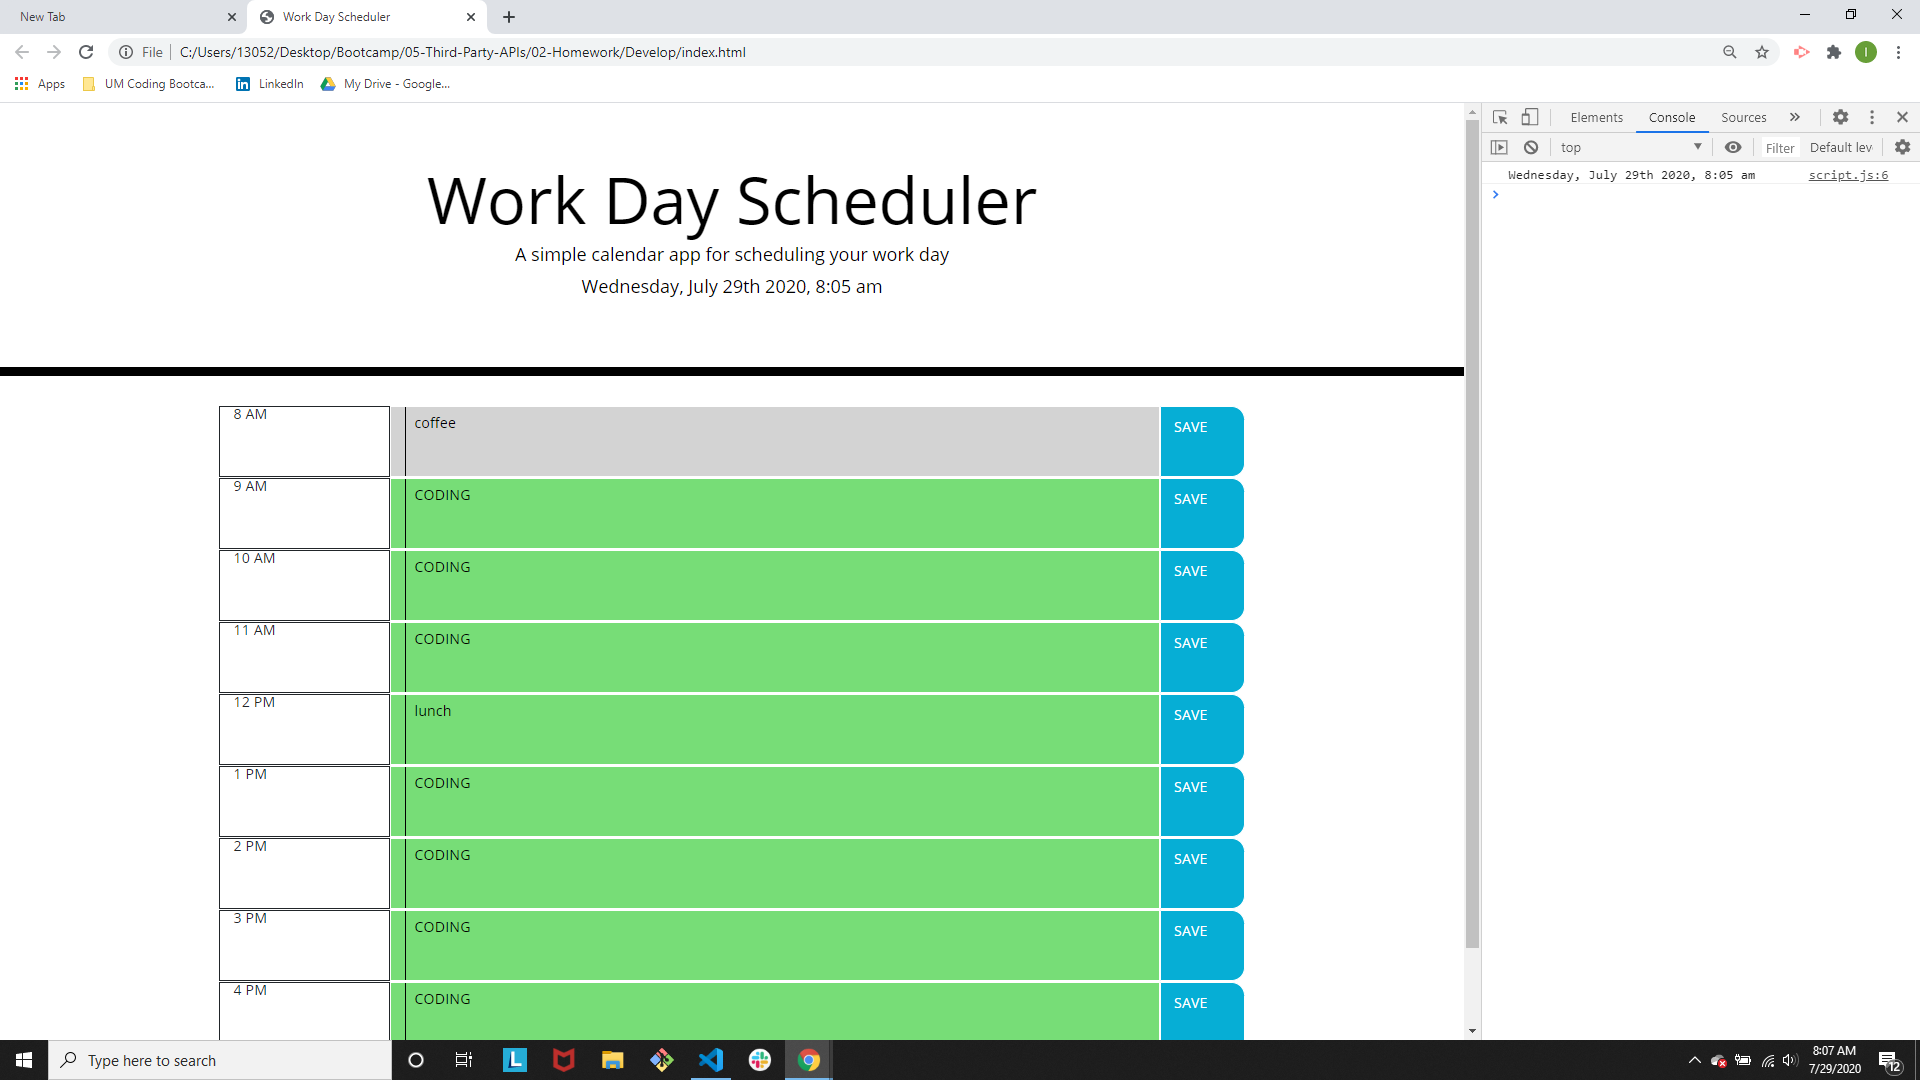 New Tab
Work Day Scheduler
File
C:/Users/13052/Desktop/Bootcamp/05-Third-Party-APIs/02-Homework/Develop/index.html
I
Apps
UM Coding Bootca...
LinkedIn
My Drive - Google...
Elements
Console
Sources
top
Filter
Default lev
Wednesday, July 29th 2020, 8:05 am
script.js:6
Work Day Scheduler
A simple calendar app for scheduling your work day
Wednesday, July 29th 2020, 8:05 am
8 AM
coffee
SAVE
9 AM
CODING
SAVE
10 AM
CODING
SAVE
11 AM
CODING
SAVE
12 PM
lunch
SAVE
1 PM
CODING
SAVE
2 PM
CODING
SAVE
3 PM
CODING
SAVE
4 PM
CODING
SAVE
Type here to search
L
8:07 AM
7/29/2020
12